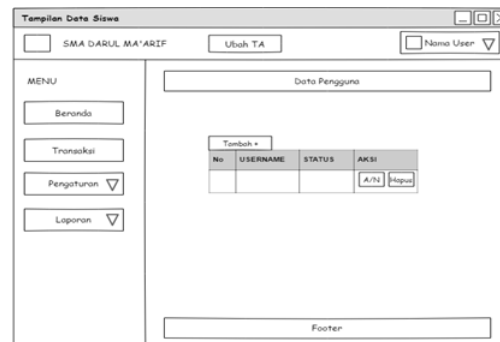 Tampilan Data Siswa
SMA DARUL MA'ARIF
Ubah TA
Nama User
MENU
Beranda
Transaksi
Pengaturan
Laporan
Data Pengguna
Tambah +
No USERNAME STATUS AKSI
A/N Hapus
Footer